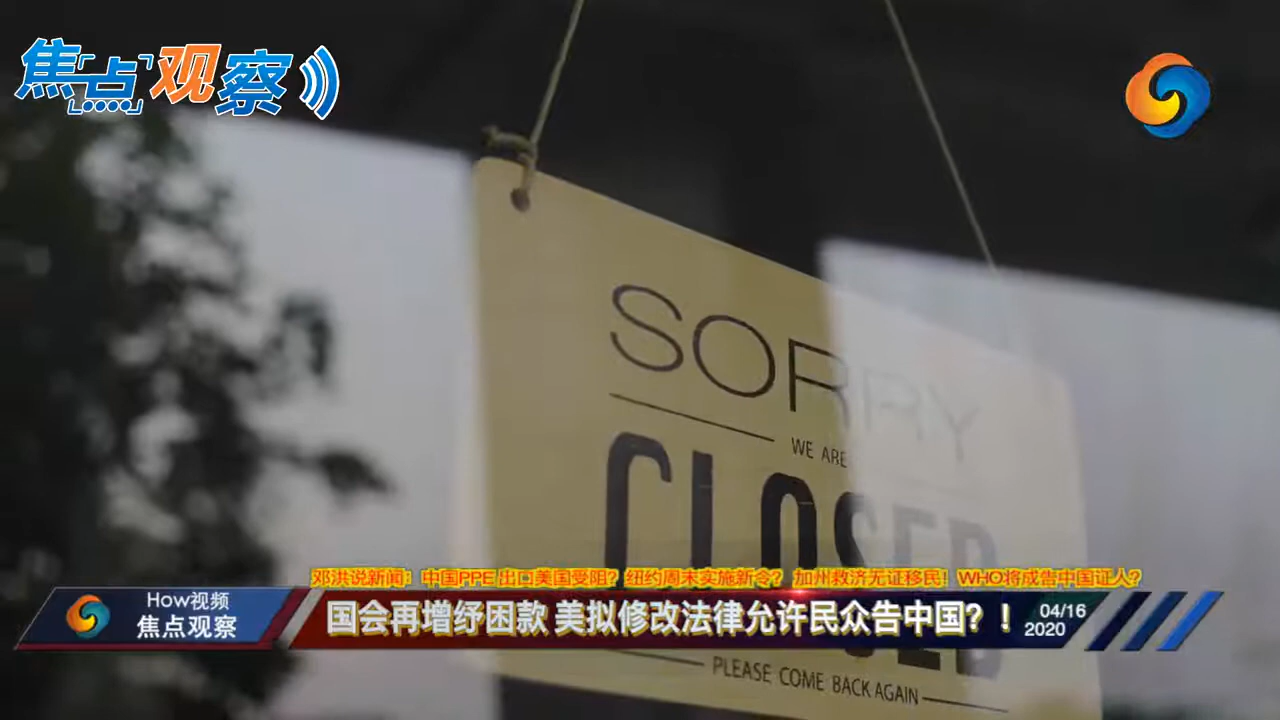 焦点观察
SORRY
WE ARE
CLOSED
邓洪说新闻：中国PPE出口美国受阻？纽约周末实施新令？加州救济无证移民！WHO将成告中国证人？
How视频
焦点观察
国会再增纾困款 美拟修改法律允许民众告中国？！
04/16
2020
PLEASE COME BACK AGAIN